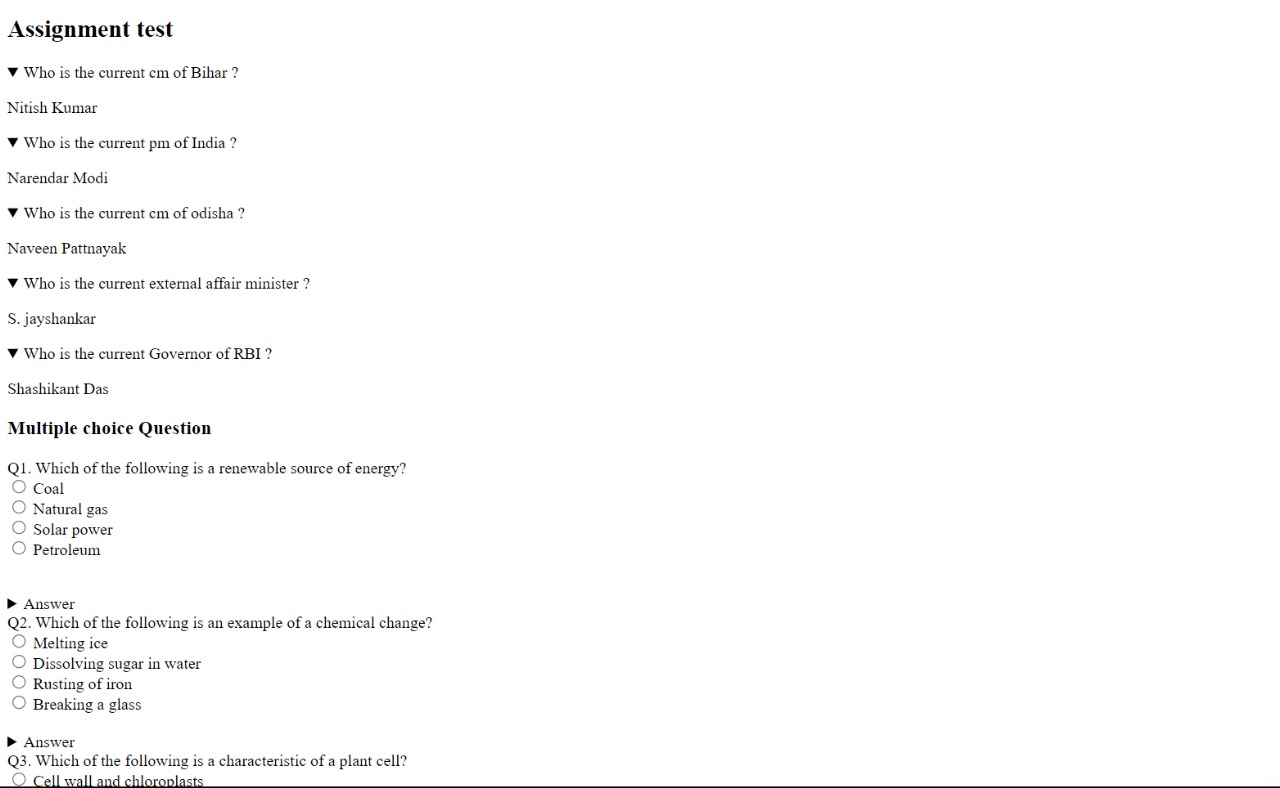 Assignment test
Who is the current cm of Bihar ?
Nitish Kumar
Who is the current pm of India ?
Narendar Modi
Who is the current cm of odisha ?
Naveen Pattnayak
Who is the current external affair minister ?
S. jayshankar
Who is the current Governor of RBI ?
Shashikant Das
Multiple choice Question
Q1. Which of the following is a renewable source of energy?
Coal
Natural gas
Solar power
Petroleum
Answer
Q2. Which of the following is an example of a chemical change?
Melting ice
Dissolving sugar in water
Rusting of iron
Breaking a glass
Answer
Q3. Which of the following is a characteristic of a plant cell?
Cell wall and chloroplasts